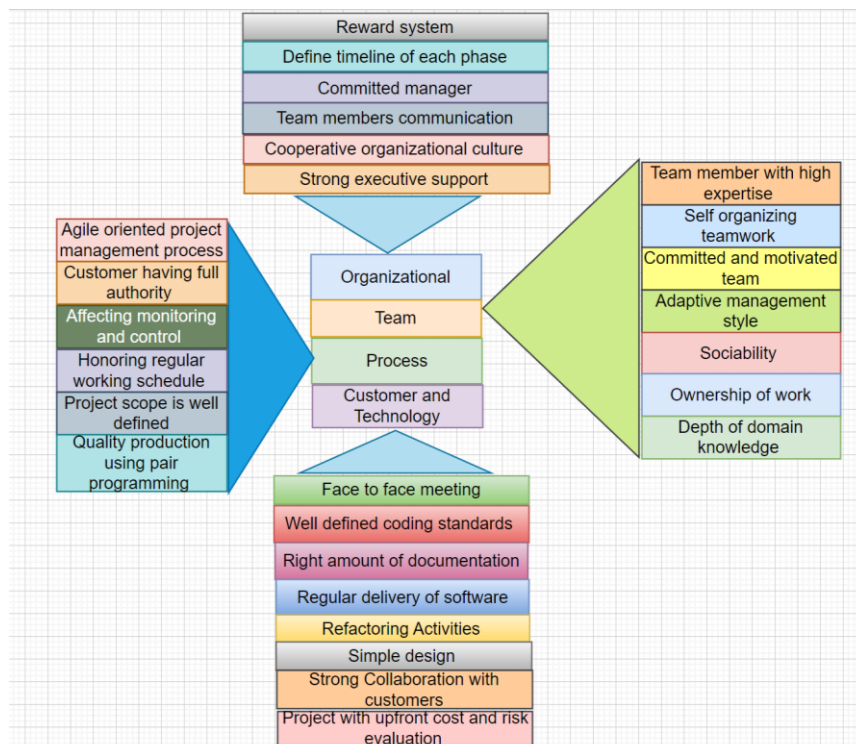 Reward system
Define timeline of each phase
Committed manager
Team members communication
Cooperative organizational culture
Strong executive support
Agile oriented project
management process
Customer having full
authority
Affecting monitoring
and control
Honoring regular
working schedule
Project scope is well
defined
Quality production
using pair
programming
Organizational
Team
Process
Customer and
Technology
Team member with high
expertise
Self organizing
teamwork
Committed and motivated
team
Adaptive management
style
Sociability
Ownership of work
Depth of domain
knowledge
Face to face meeting
Well defined coding standards
Right amount of documentation
Regular delivery of software
Refactoring Activities
Simple design
Strong Collaboration with
customers
Project with upfront cost and risk
evaluation